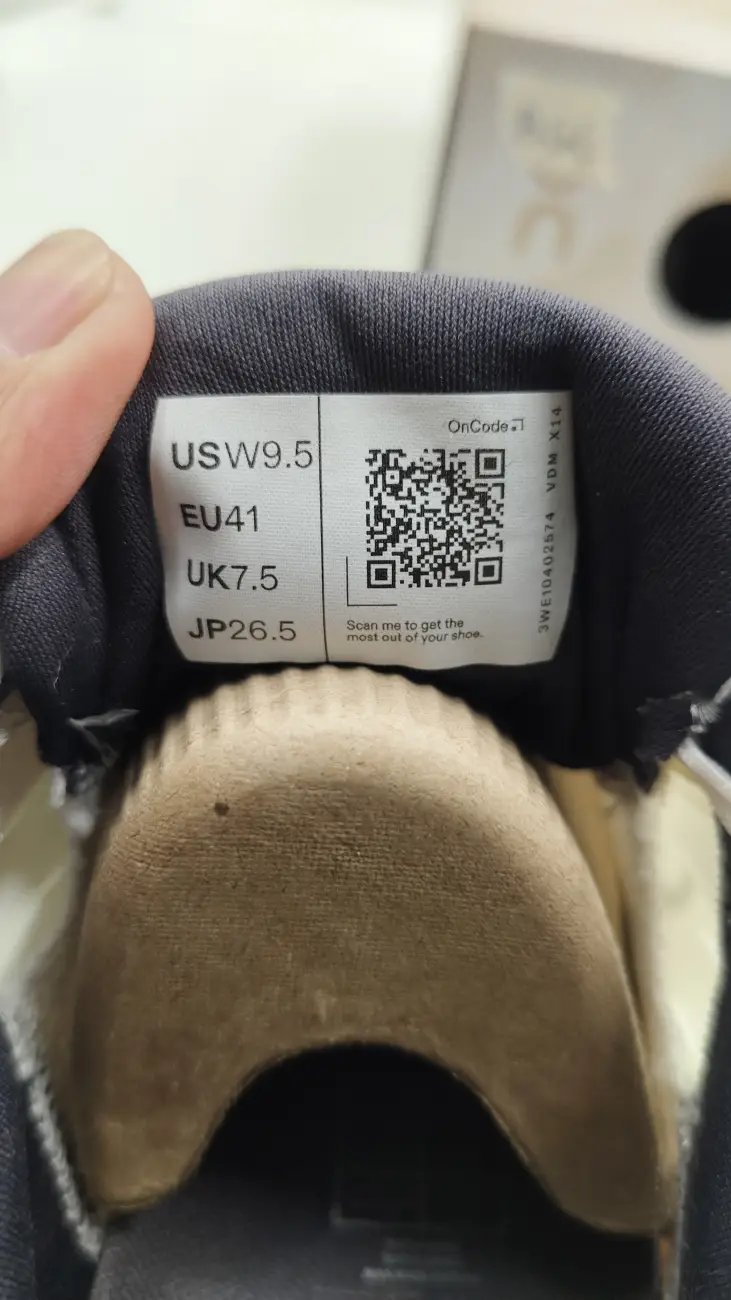 USW9.5
EU41
UK7.5
JP26.5
OnCode
Scan me to get the
most out of your shoe.
3WE10402574 VDM X14